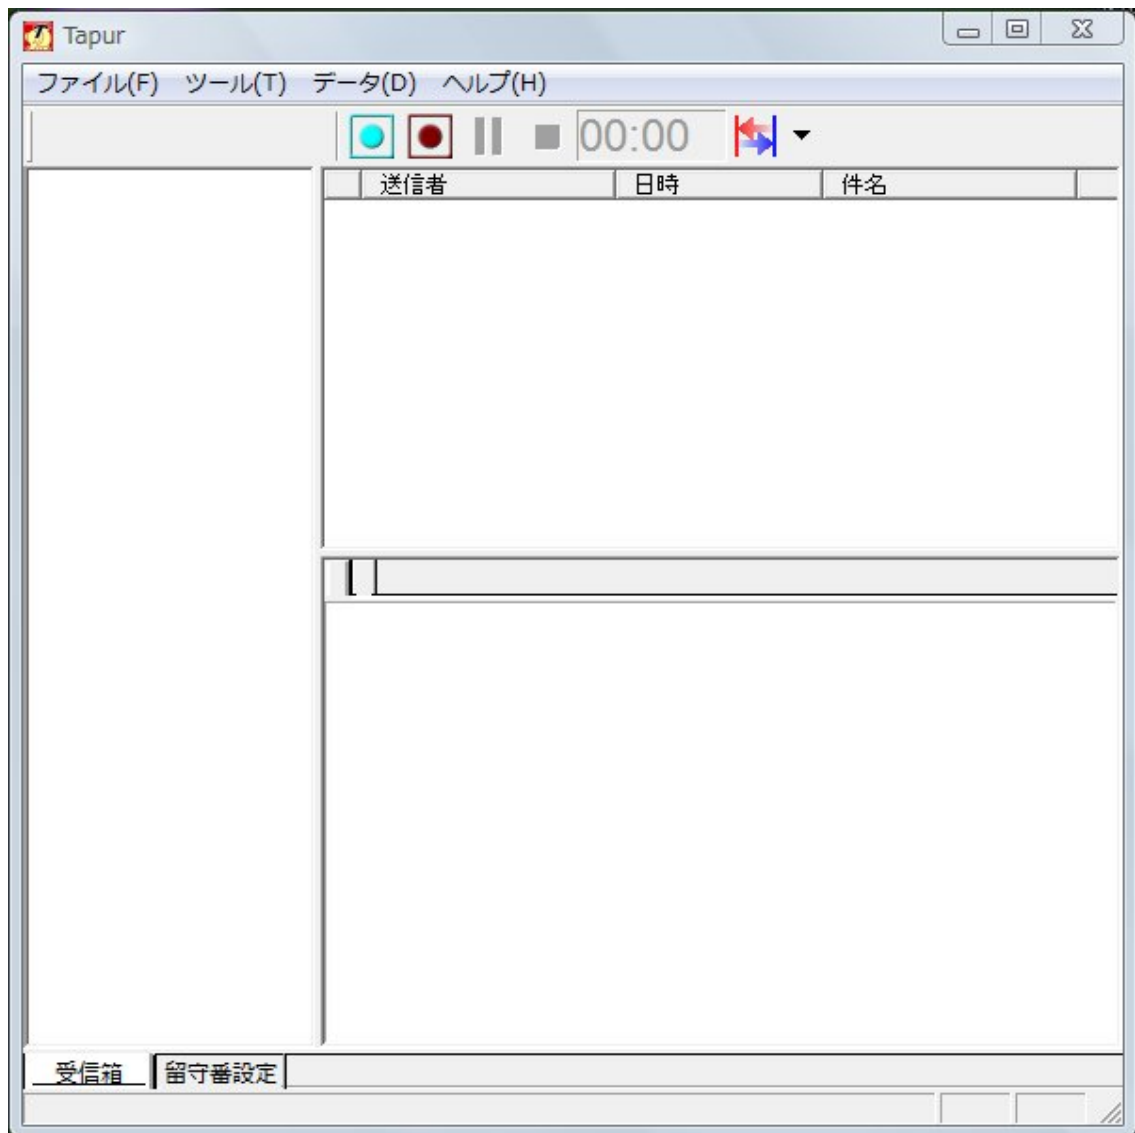 Tapur
ファイル(F) ツール(T) データ(D) ヘルプ(H)
00:00
送信者 日時 件名
受信箱 留守番設定